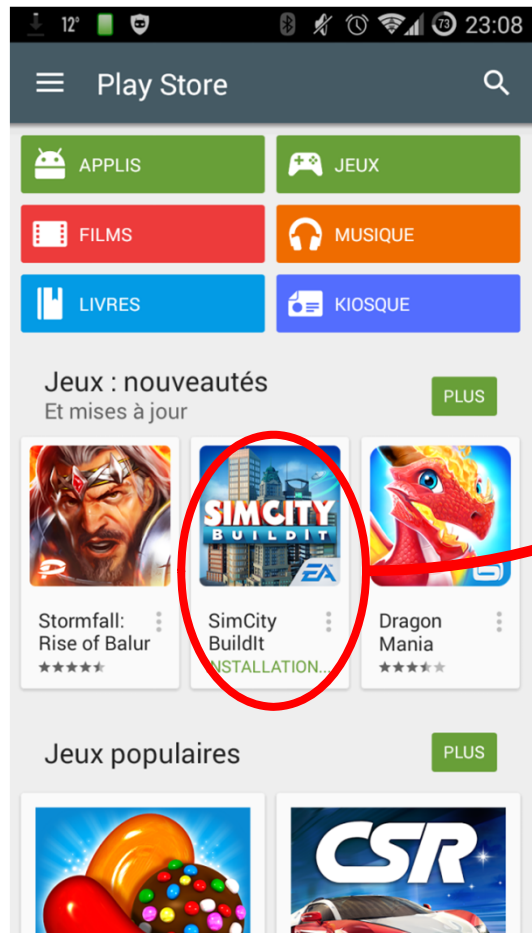 12° 73 23:08
Play Store
APPLIS
JEUX
FILMS
MUSIQUE
LIVRES
KIOSQUE
Jeux : nouveautés
Et mises à jour
PLUS
SIMCITY
BUILDIT
EA
Stormfall:
Rise of Balur
SimCity
BuildIt
INSTALLATION...
Dragon
Mania
Jeux populaires
PLUS
CSR